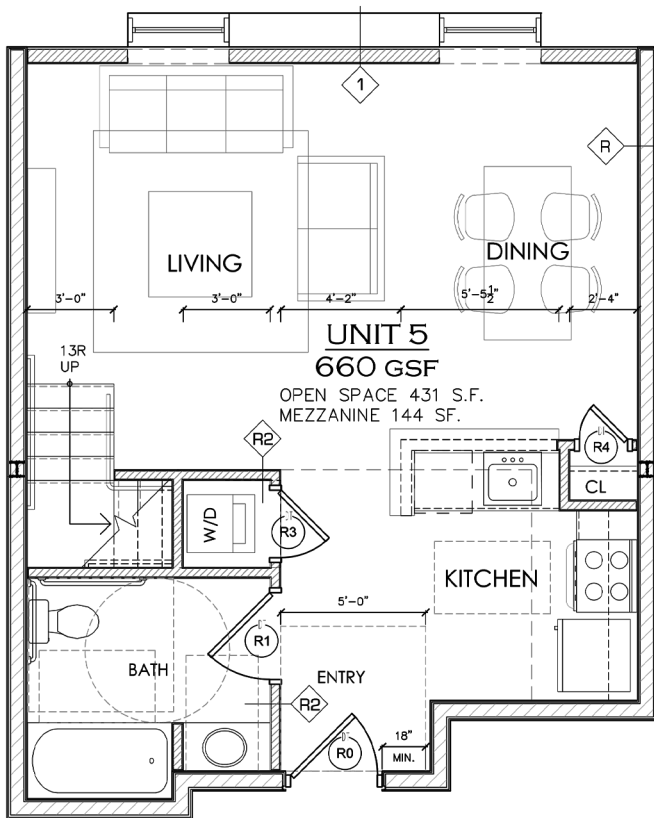 1
R
LIVING
DINING
3'-0"
3'-0"
4'-2"
5'-5½"
2'-4"
UNIT 5
660 GSF
OPEN SPACE 431 S.F.
MEZZANINE 144 SF.
13R
UP
R2
R4
CL
W/D
R3
KITCHEN
5'-0"
R1
BATH
ENTRY
R2
18"
MIN.
R0